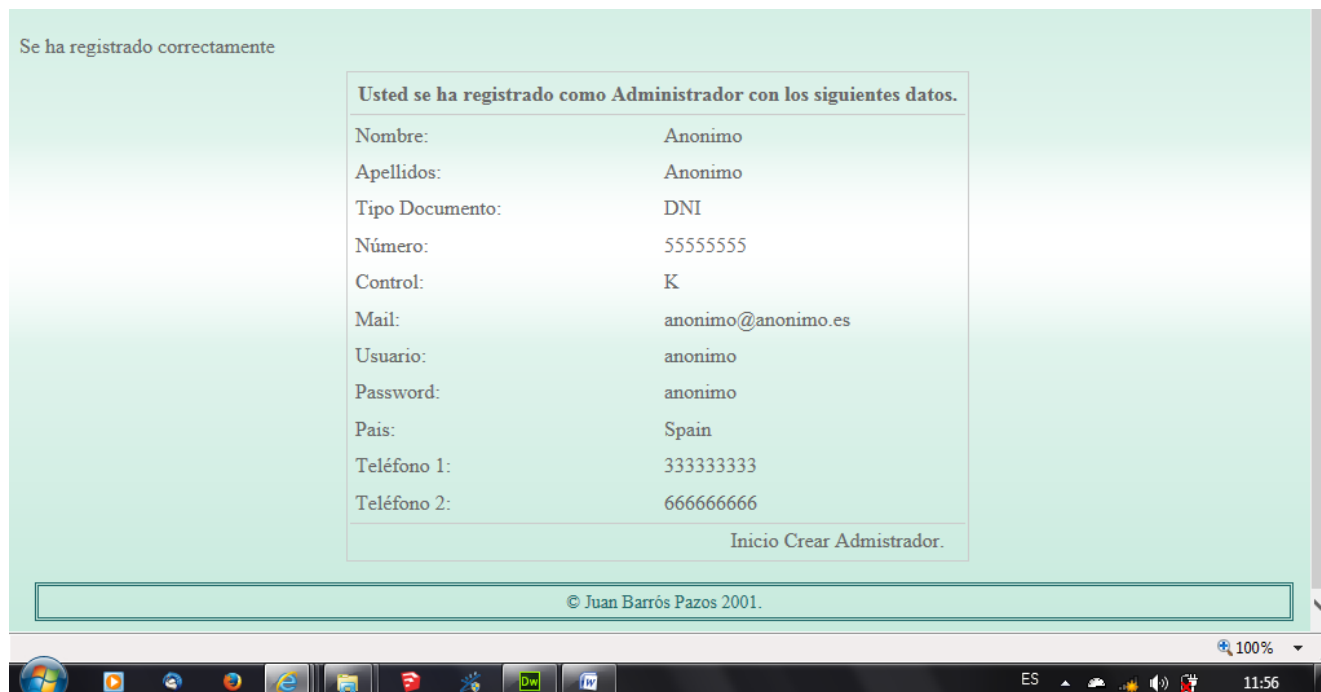 Se ha registrado correctamente
Usted se ha registrado como Administrador con los siguientes datos.
Nombre: Anonimo
Apellidos: Anonimo
Tipo Documento: DNI
Número: 55555555
Control: K
Mail: anonimo@anonimo.es
Usuario: anonimo
Password: anonimo
Pais: Spain
Teléfono 1: 333333333
Teléfono 2: 666666666
Inicio Crear Admistrador.
© Juan Barrós Pazos 2001.
100%
Dw W ES 11:56